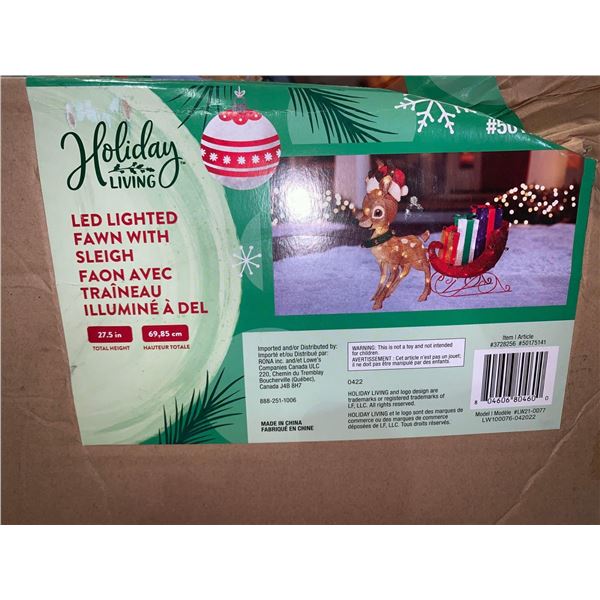 Holiday
LIVING
#501
LED LIGHTED
FAWN WITH
SLEIGH
FAON AVEC
TRAÎNEAU
ILLUMINÉ À DEL
27.5 in
69,85 cm
TOTAL HEIGHT
HAUTEUR TOTALE
Imported and/or Distributed by:
Importé et/ou Distribué par:
RONA inc. and/et Lowe's
Companies Canada ULC
220, Chemin du Tremblay
Boucherville (Québec),
Canada J4B 8H7
888-251-1006
MADE IN CHINA
FABRIQUÉ EN CHINE
WARNING: This is not a toy and not intended
for children.
AVERTISSEMENT : Cet article n'est pas un jouet;
il ne doit pas être manipulé par des enfants.
0422
HOLIDAY LIVING and logo design are
trademarks or registered trademarks of
LF, LLC. All rights reserved.
HOLIDAY LIVING et le logo sont des marques de
commerce ou des marques de commerce
déposées de LF, LLC. Tous droits réservés.
Item / Article
#3728256 #50175141
8 04606 80460 0
Model / Modèle #LW21-0D77
LW100076-042022